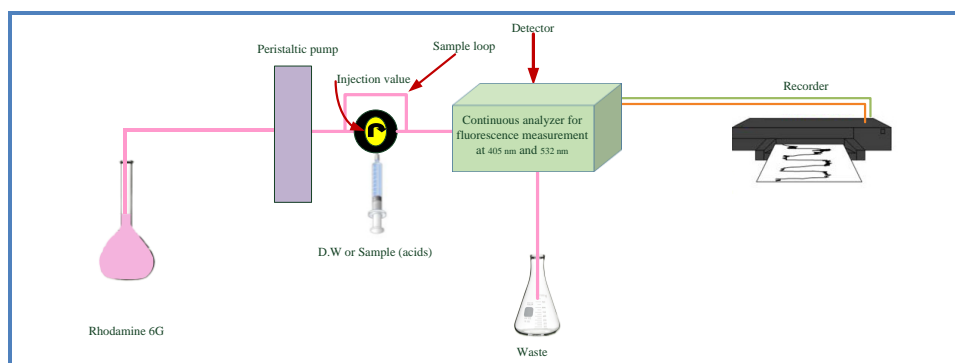 Detector
Peristaltic pump
Sample loop
Injection value
Recorder
Continuous analyzer for
fluorescence measurement
at 405 nm and 532 nm
D.W or Sample (acids)
Rhodamine 6G
Waste